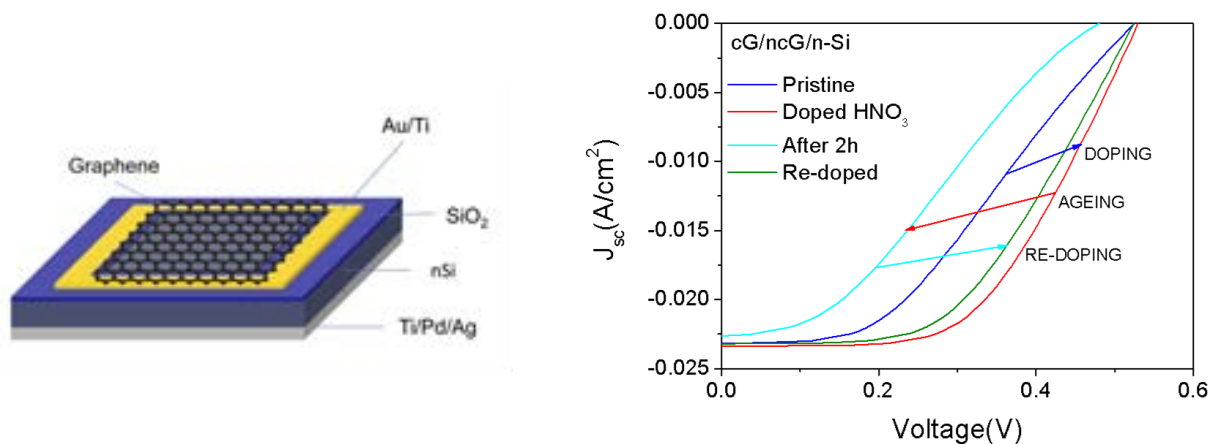 Au/Ti
Graphene
SiO₂
nSi
Ti/Pd/Ag
cG/ncG/n-Si
Pristine
Doped HNO₃
After 2h
Re-doped
DOPING
AGEING
RE-DOPING
0.000
-0.005
-0.010
-0.015
-0.020
-0.025
J_sc(A/cm²)
0.0 0.2 0.4 0.6
Voltage(V)